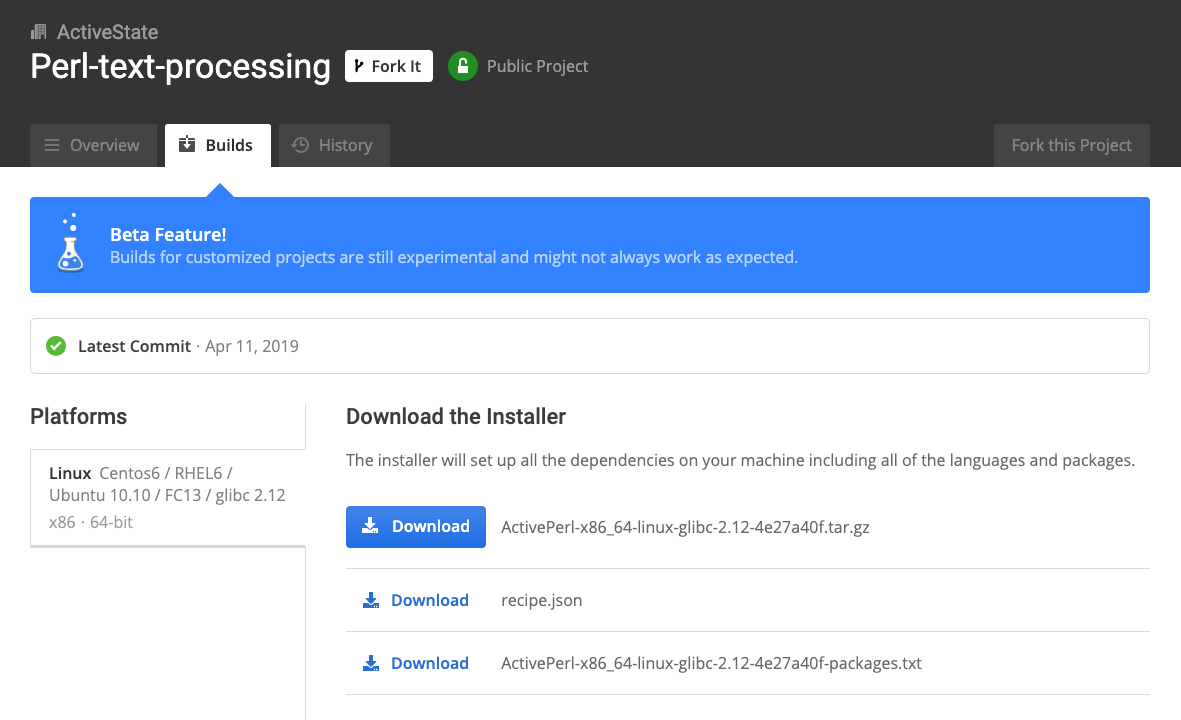 ActiveState
Perl-text-processing Fork It Public Project
Overview Builds History Fork this Project
Beta Feature!
Builds for customized projects are still experimental and might not always work as expected.
Latest Commit · Apr 11, 2019
Platforms
Linux Centos6 / RHEL6 /
Ubuntu 10.10 / FC13 / glibc 2.12
x86 · 64-bit
Download the Installer
The installer will set up all the dependencies on your machine including all of the languages and packages.
Download ActivePerl-x86_64-linux-glibc-2.12-4e27a40f.tar.gz
Download recipe.json
Download ActivePerl-x86_64-linux-glibc-2.12-4e27a40f-packages.txt